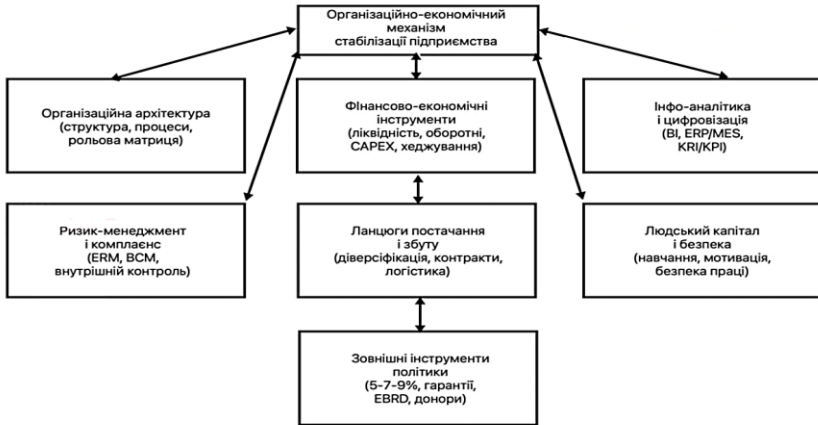 Організаційно-економічний
механізм
стабілізації підприємства
Організаційна архітектура
(структура, процеси,
рольова матриця)
Фінансово-економічні
інструменти
(ліквідність, оборотні,
CAPEX, хеджування)
Інфо-аналітика
і цифровізація
(BI, ERP/MES,
KRI/KPI)
Ризик-менеджмент
і комплаєнс
(ERM, BCM,
внутрішній контроль)
Ланцюги постачання
і збуту
(діверсіфікація, контракти,
логістика)
Людський капітал
і безпека
(навчання, мотивація,
безпека праці)
Зовнішні інструменти
політики
(5-7-9%, гарантії,
EBRD, донори)